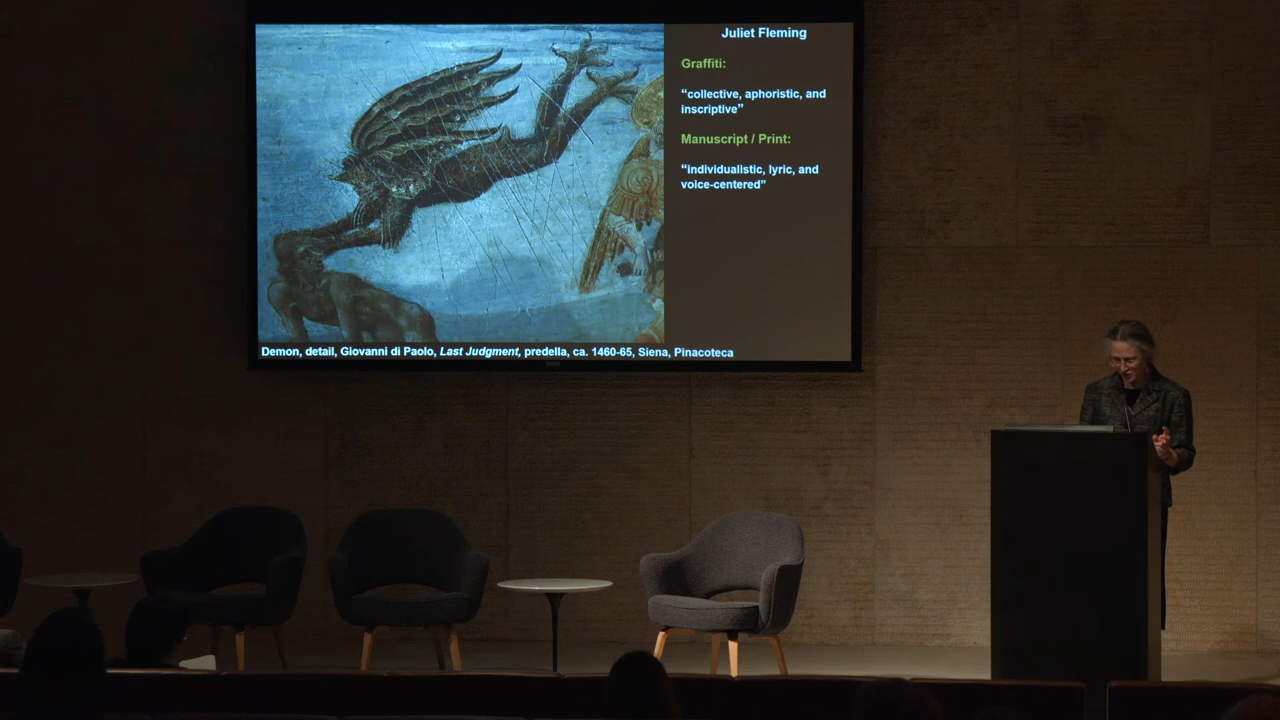 Juliet Fleming
Graffiti:
“collective, aphoristic, and
inscriptive”
Manuscript / Print:
“individualistic, lyric, and
voice-centered”
Demon, detail, Giovanni di Paolo, Last Judgment, predella, ca. 1460-65, Siena, Pinacoteca